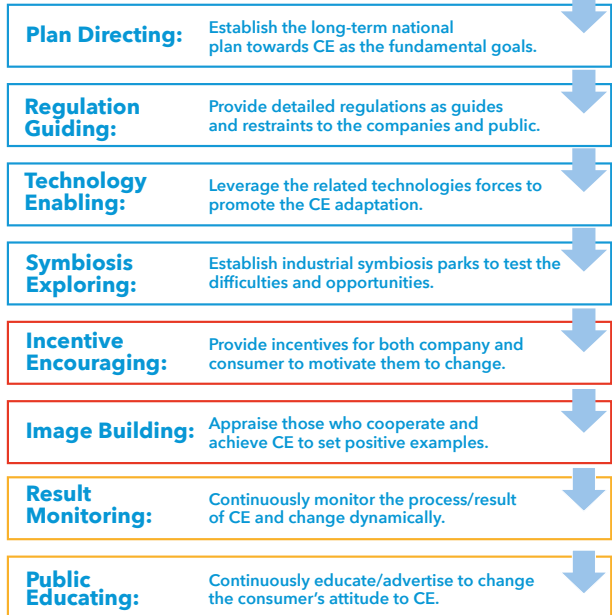 Plan Directing:
Establish the long-term national
plan towards CE as the fundamental goals.
Regulation
Guiding:
Provide detailed regulations as guides
and restraints to the companies and public.
Technology
Enabling:
Leverage the related technologies forces to
promote the CE adaptation.
Symbiosis
Exploring:
Establish industrial symbiosis parks to test the
difficulties and opportunities.
Incentive
Encouraging:
Provide incentives for both company and
consumer to motivate them to change.
Image Building:
Appraise those who cooperate and
achieve CE to set positive examples.
Result
Monitoring:
Continuously monitor the process/result
of CE and change dynamically.
Public
Educating:
Continuously educate/advertise to change
the consumer's attitude to CE.